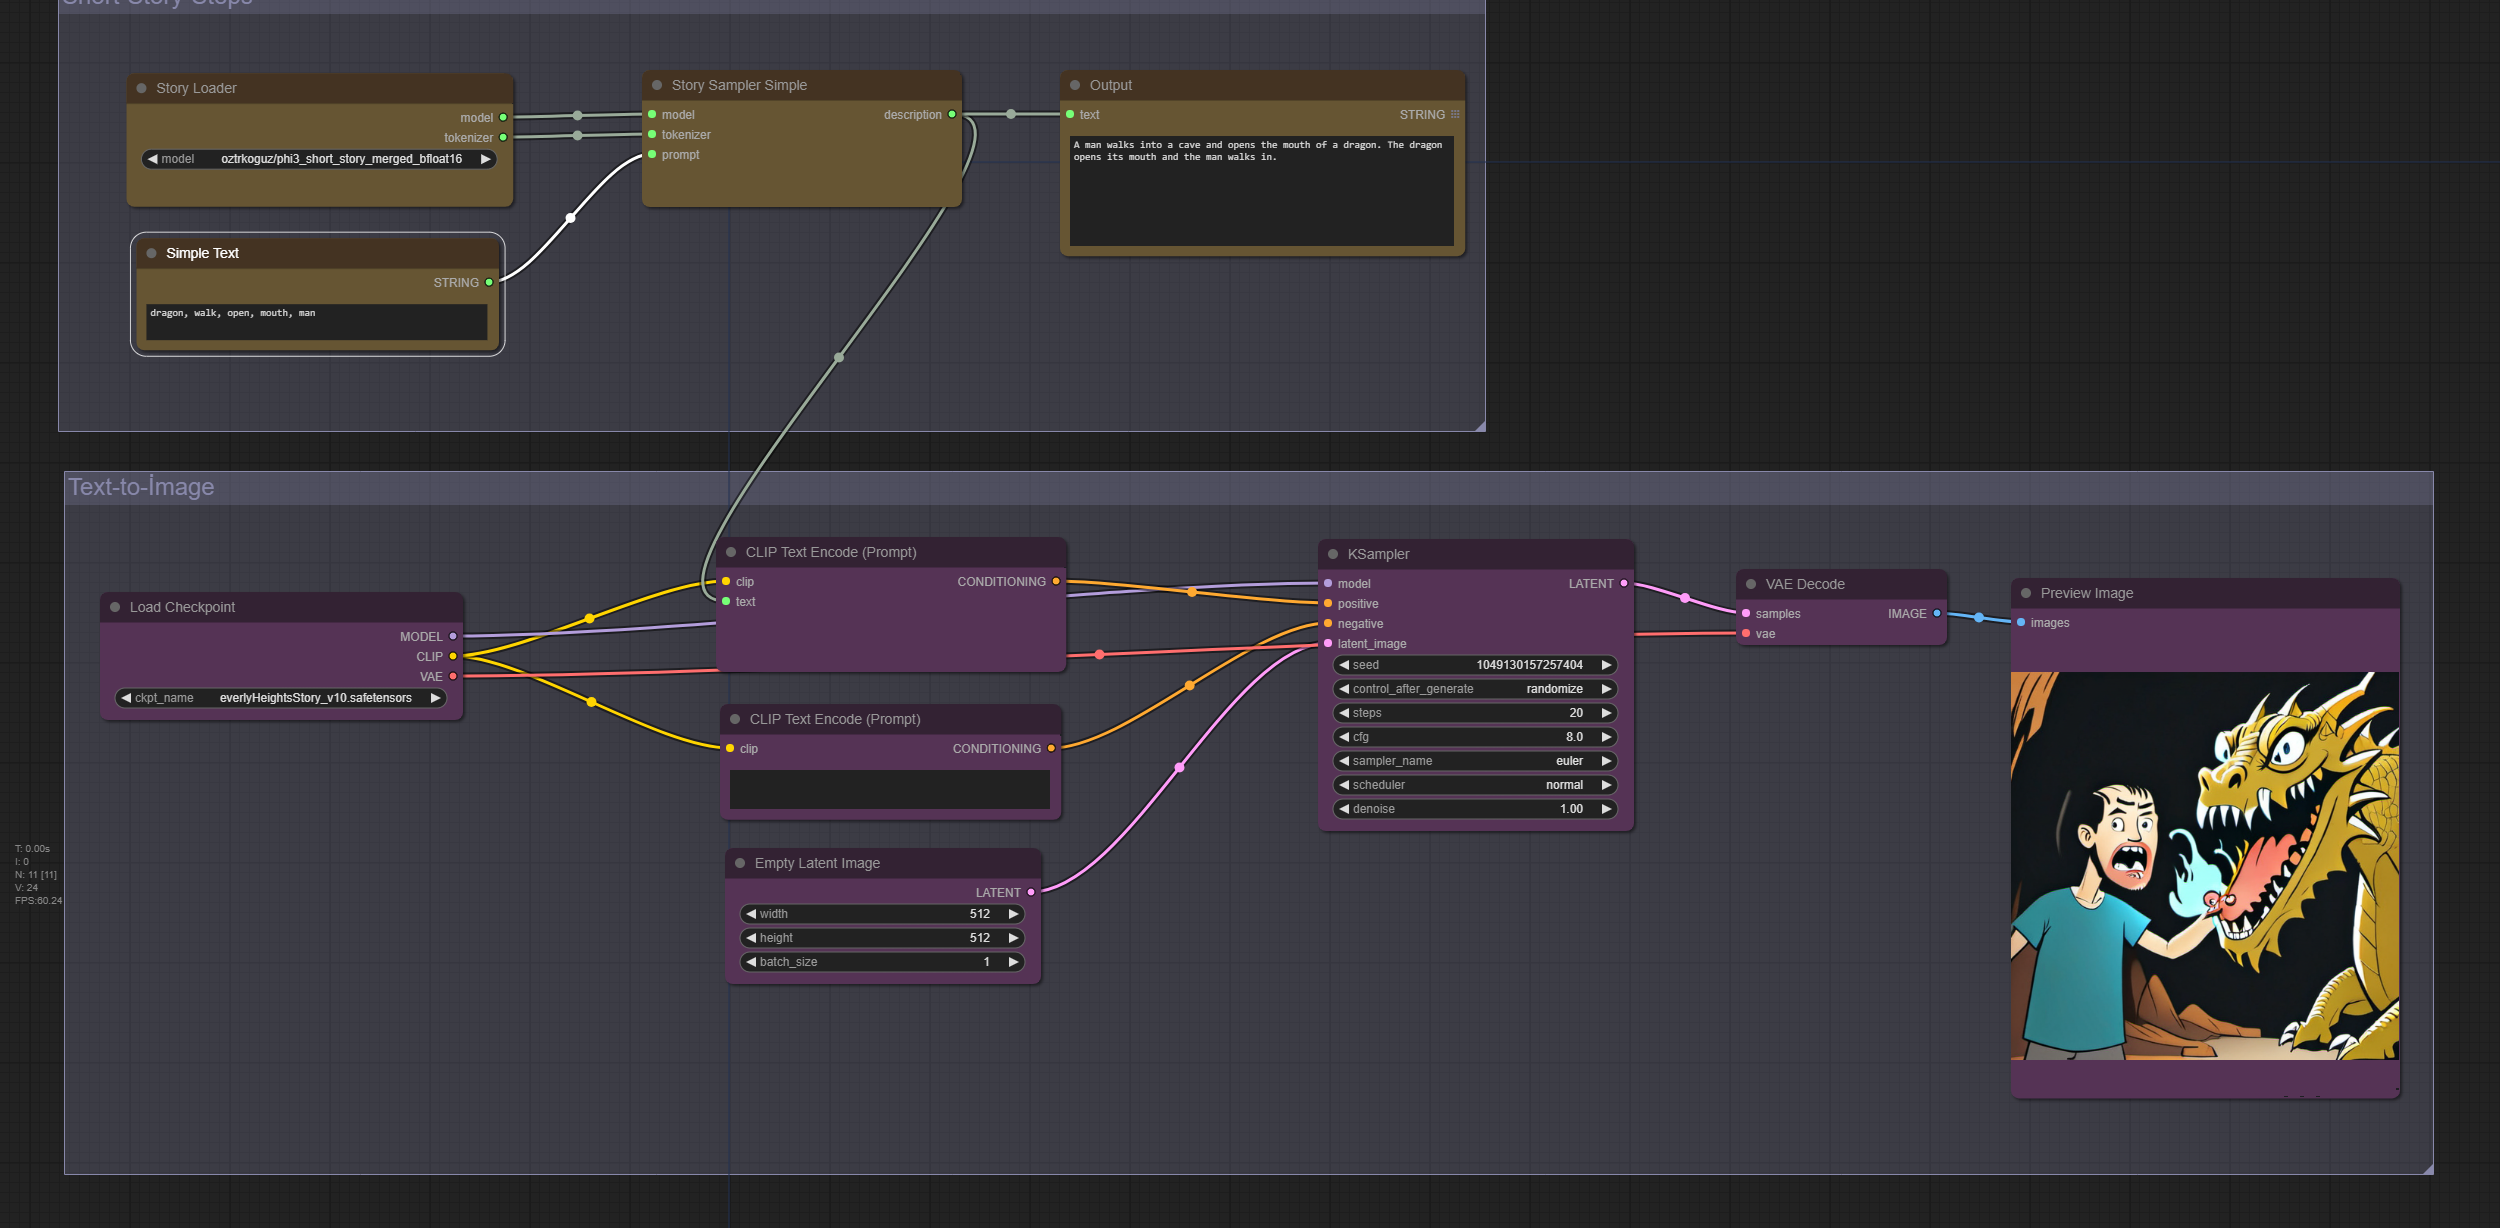 Short Story Steps
Story Loader
model
tokenizer
model oztrkoguz/phi3_short_story_merged_bfloat16
Simple Text
STRING
dragon, walk, open, mouth, man
Story Sampler Simple
model description
tokenizer
prompt
Output
text STRING
A man walks into a cave and opens the mouth of a dragon. The dragon
opens its mouth and the man walks in.
Text-to-İmage
Load Checkpoint
MODEL
CLIP
VAE
ckpt_name everlyHeightsStory_v10.safetensors
CLIP Text Encode (Prompt)
clip CONDITIONING
text
CLIP Text Encode (Prompt)
clip CONDITIONING
Empty Latent Image
LATENT
width 512
height 512
batch_size 1
KSampler
model LATENT
positive
negative
latent_image
seed 1049130157257404
control_after_generate randomize
steps 20
cfg 8.0
sampler_name euler
scheduler normal
denoise 1.00
VAE Decode
samples IMAGE
vae
Preview Image
images
T: 0.00s
I: 0
N: 11 [11]
V: 24
FPS:60.24